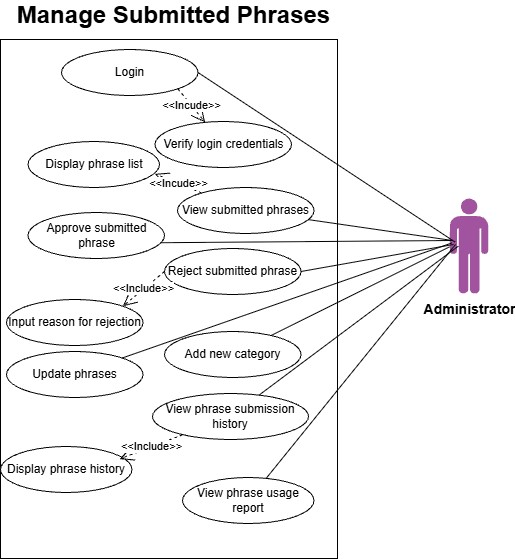 Manage Submitted Phrases
Login
<<Incude>>
Verify login credentials
Display phrase list
<<Incude>>
View submitted phrases
Approve submitted
phrase
Reject submitted phrase
<<Include>>
Input reason for rejection
Administrator
Add new category
Update phrases
View phrase submission
history
<<Include>>
Display phrase history
View phrase usage
report